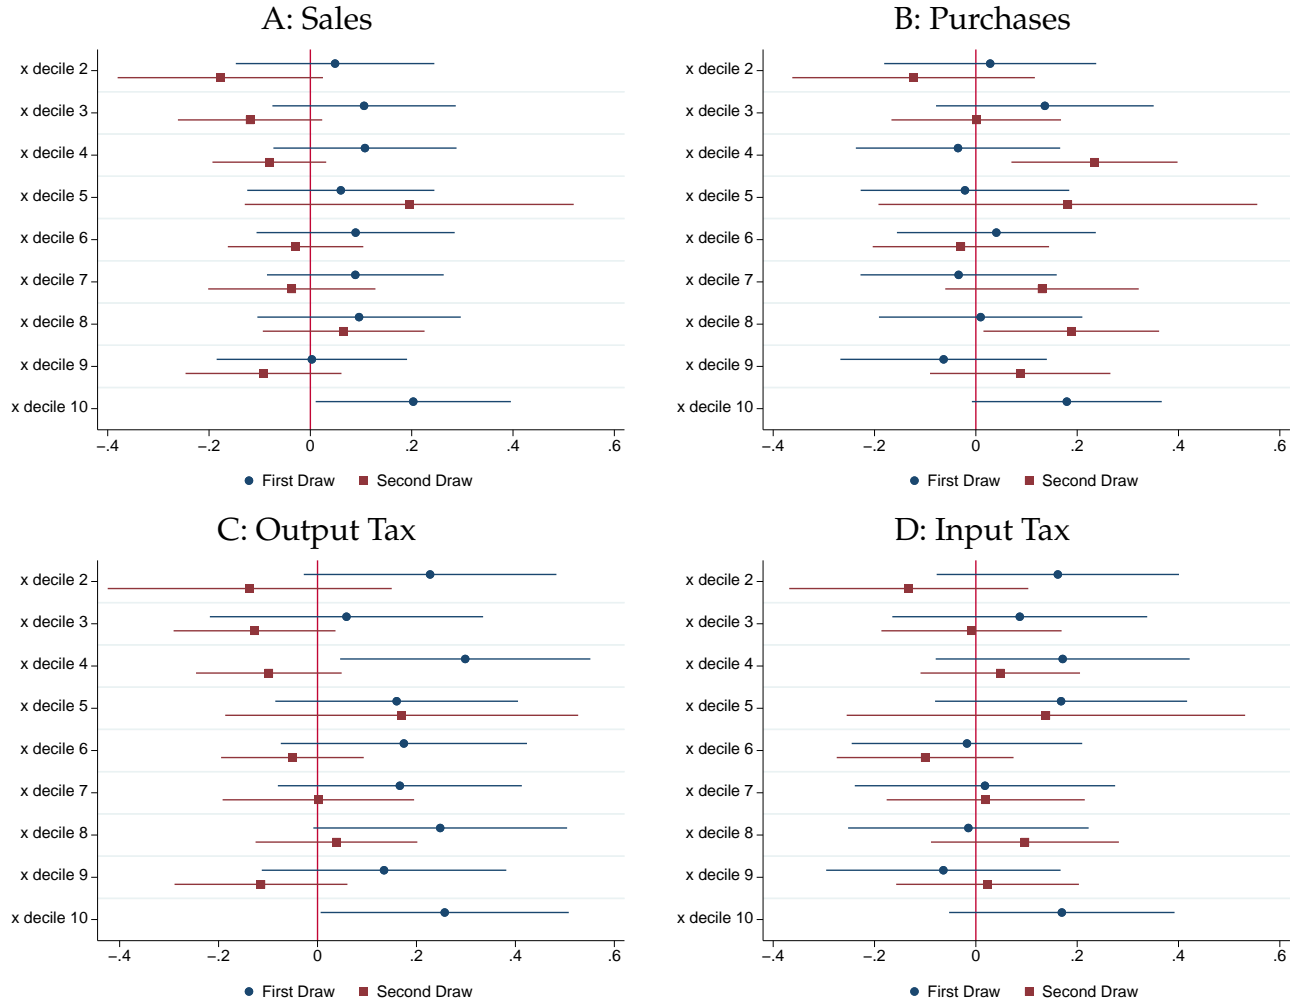 A: Sales
x decile 2
x decile 3
x decile 4
x decile 5
x decile 6
x decile 7
x decile 8
x decile 9
x decile 10
−.4 −.2 0 .2 .4 .6
First Draw Second Draw
B: Purchases
x decile 2
x decile 3
x decile 4
x decile 5
x decile 6
x decile 7
x decile 8
x decile 9
x decile 10
−.4 −.2 0 .2 .4 .6
First Draw Second Draw
C: Output Tax
x decile 2
x decile 3
x decile 4
x decile 5
x decile 6
x decile 7
x decile 8
x decile 9
x decile 10
−.4 −.2 0 .2 .4 .6
First Draw Second Draw
D: Input Tax
x decile 2
x decile 3
x decile 4
x decile 5
x decile 6
x decile 7
x decile 8
x decile 9
x decile 10
−.4 −.2 0 .2 .4 .6
First Draw Second Draw